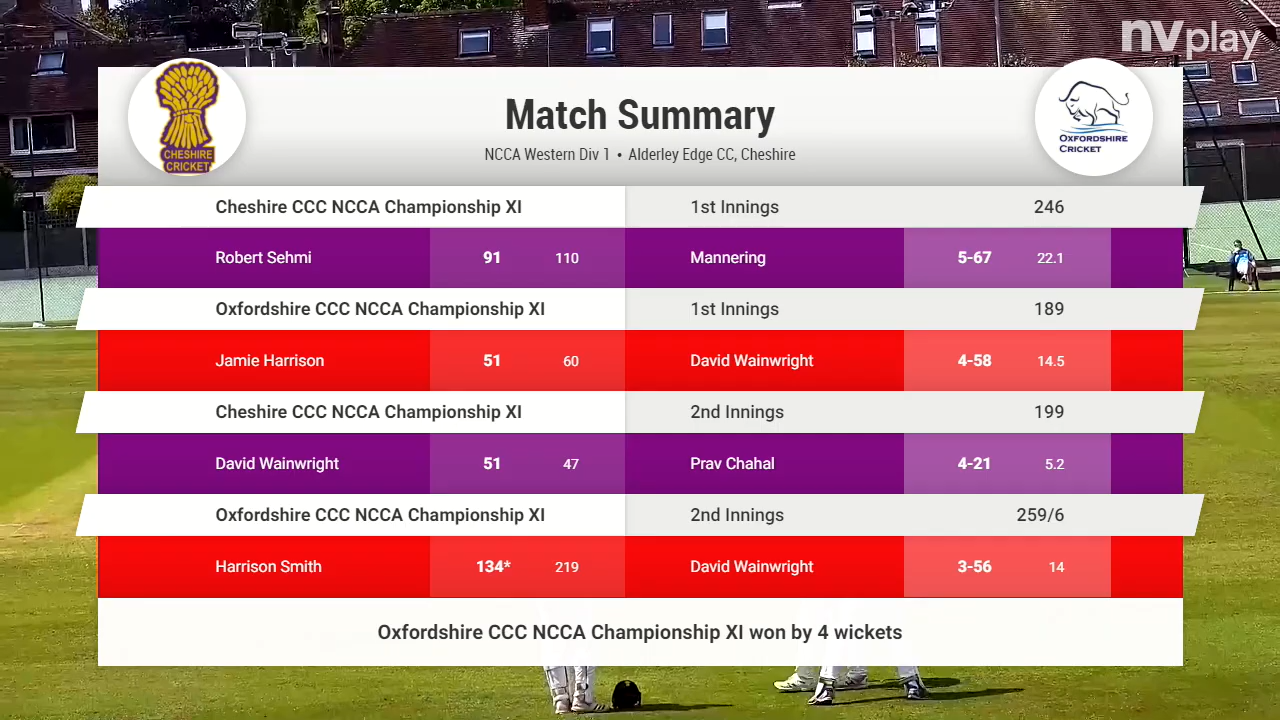 nvplay
Match Summary
NCCA Western Div 1 • Alderley Edge CC, Cheshire
CHESHIRE
CRICKET
OXFORDSHIRE
CRICKET
Cheshire CCC NCCA Championship XI 1st Innings 246
Robert Sehmi 91 110 Mannering 5-67 22.1
Oxfordshire CCC NCCA Championship XI 1st Innings 189
Jamie Harrison 51 60 David Wainwright 4-58 14.5
Cheshire CCC NCCA Championship XI 2nd Innings 199
David Wainwright 51 47 Prav Chahal 4-21 5.2
Oxfordshire CCC NCCA Championship XI 2nd Innings 259/6
Harrison Smith 134* 219 David Wainwright 3-56 14
Oxfordshire CCC NCCA Championship XI won by 4 wickets